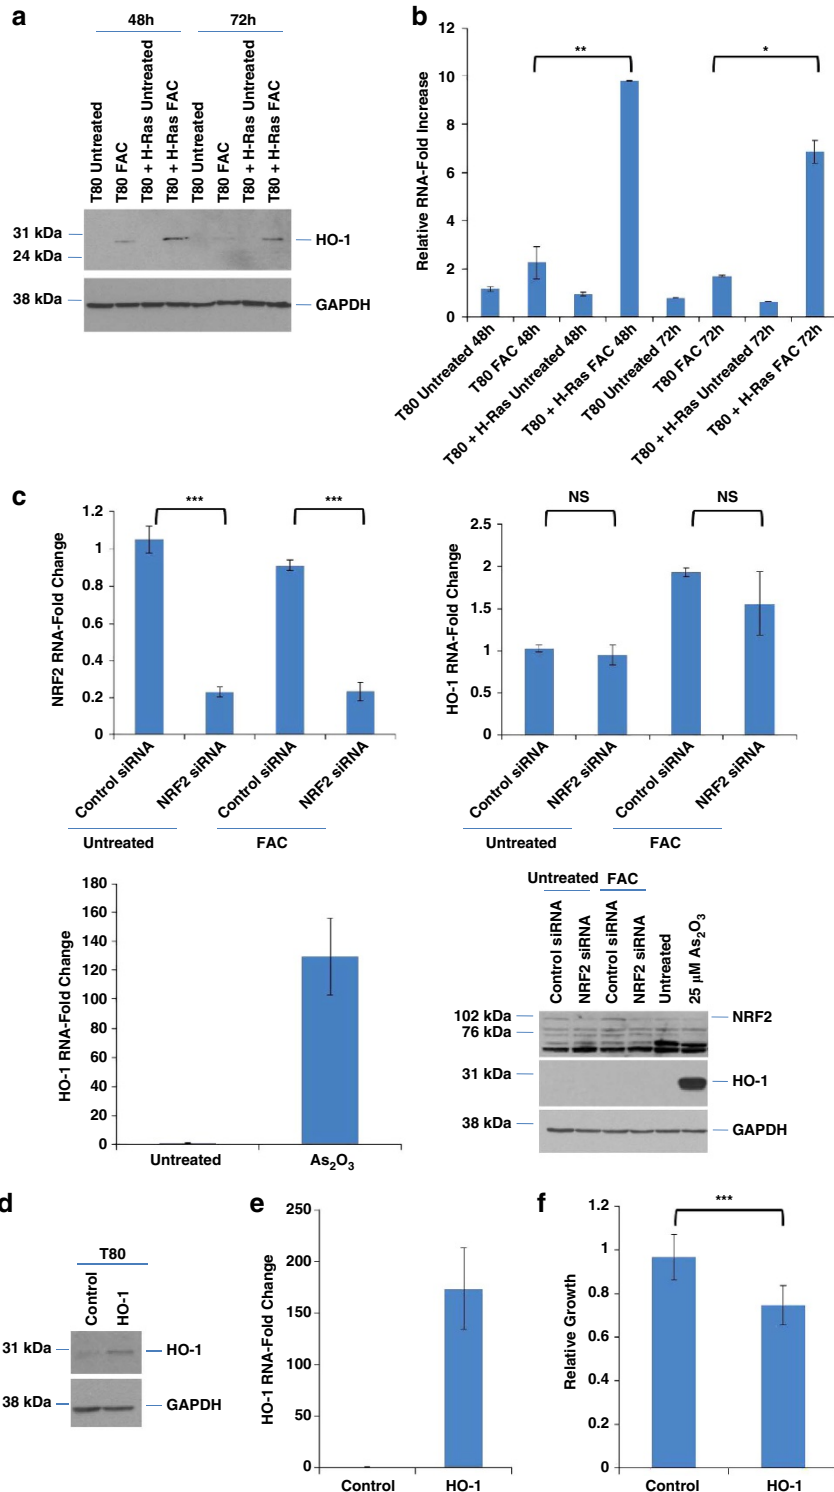 a
48h 72h
T80 Untreated
T80 FAC
T80 + H-Ras Untreated
T80 + H-Ras FAC
T80 Untreated
T80 FAC
T80 + H-Ras Untreated
T80 + H-Ras FAC
31 kDa
24 kDa
HO-1
38 kDa
GAPDH
b
Relative RNA-Fold Increase
12
10
8
6
4
2
0
**
*
T80 Untreated 48h
T80 FAC 48h
T80 + H-Ras Untreated 48h
T80 + H-Ras FAC 48h
T80 Untreated 72h
T80 FAC 72h
T80 + H-Ras Untreated 72h
T80 + H-Ras FAC 72h
c
NRF2 RNA-Fold Change
1.2
1
0.8
0.6
0.4
0.2
0
***
***
Control siRNA
NRF2 siRNA
Control siRNA
NRF2 siRNA
Untreated
FAC
HO-1 RNA-Fold Change
2.5
2
1.5
1
0.5
0
NS
NS
Control siRNA
NRF2 siRNA
Control siRNA
NRF2 siRNA
Untreated
FAC
HO-1 RNA-Fold Change
180
160
140
120
100
80
60
40
20
0
Untreated
As2O3
Untreated FAC
Control siRNA
NRF2 siRNA
Control siRNA
NRF2 siRNA
Untreated
25 μM As2O3
102 kDa
76 kDa
NRF2
31 kDa
HO-1
38 kDa
GAPDH
d
T80
Control
HO-1
31 kDa
HO-1
38 kDa
GAPDH
e
HO-1 RNA-Fold Change
250
200
150
100
50
0
Control
HO-1
f
Relative Growth
1.2
1
0.8
0.6
0.4
0.2
0
***
Control
HO-1